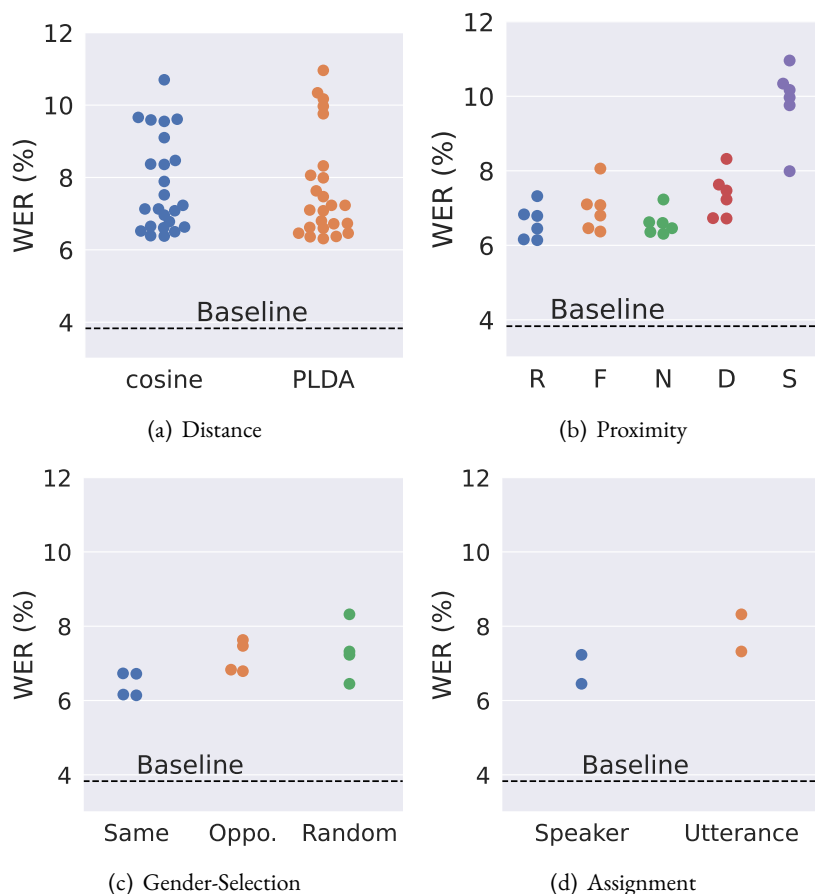 12
10
8
6
4
WER (%)
Baseline
cosine PLDA
(a) Distance
12
10
8
6
4
WER (%)
Baseline
R F N D S
(b) Proximity
12
10
8
6
4
WER (%)
Baseline
Same Oppo. Random
(c) Gender-Selection
12
10
8
6
4
WER (%)
Baseline
Speaker Utterance
(d) Assignment